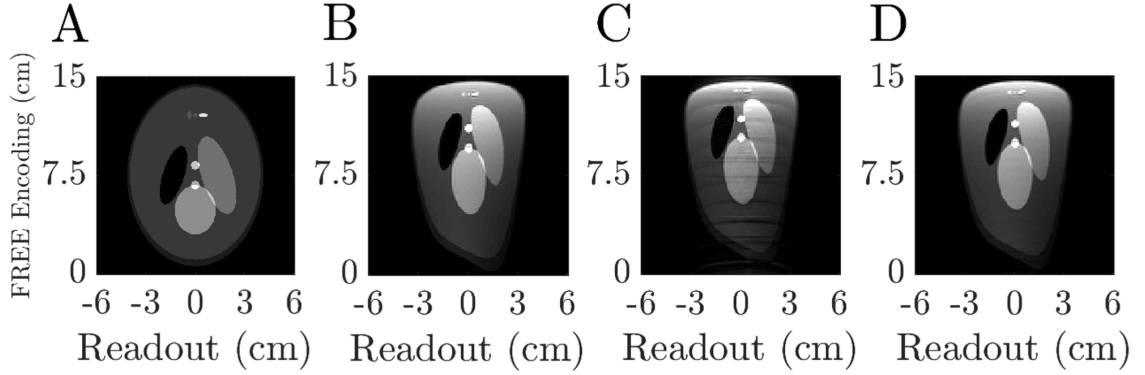 A B C D
FREE Encoding (cm)
15 15 15 15
7.5 7.5 7.5 7.5
0 0 0 0
-6 -3 0 3 6 -6 -3 0 3 6 -6 -3 0 3 6 -6 -3 0 3 6
Readout (cm) Readout (cm) Readout (cm) Readout (cm)